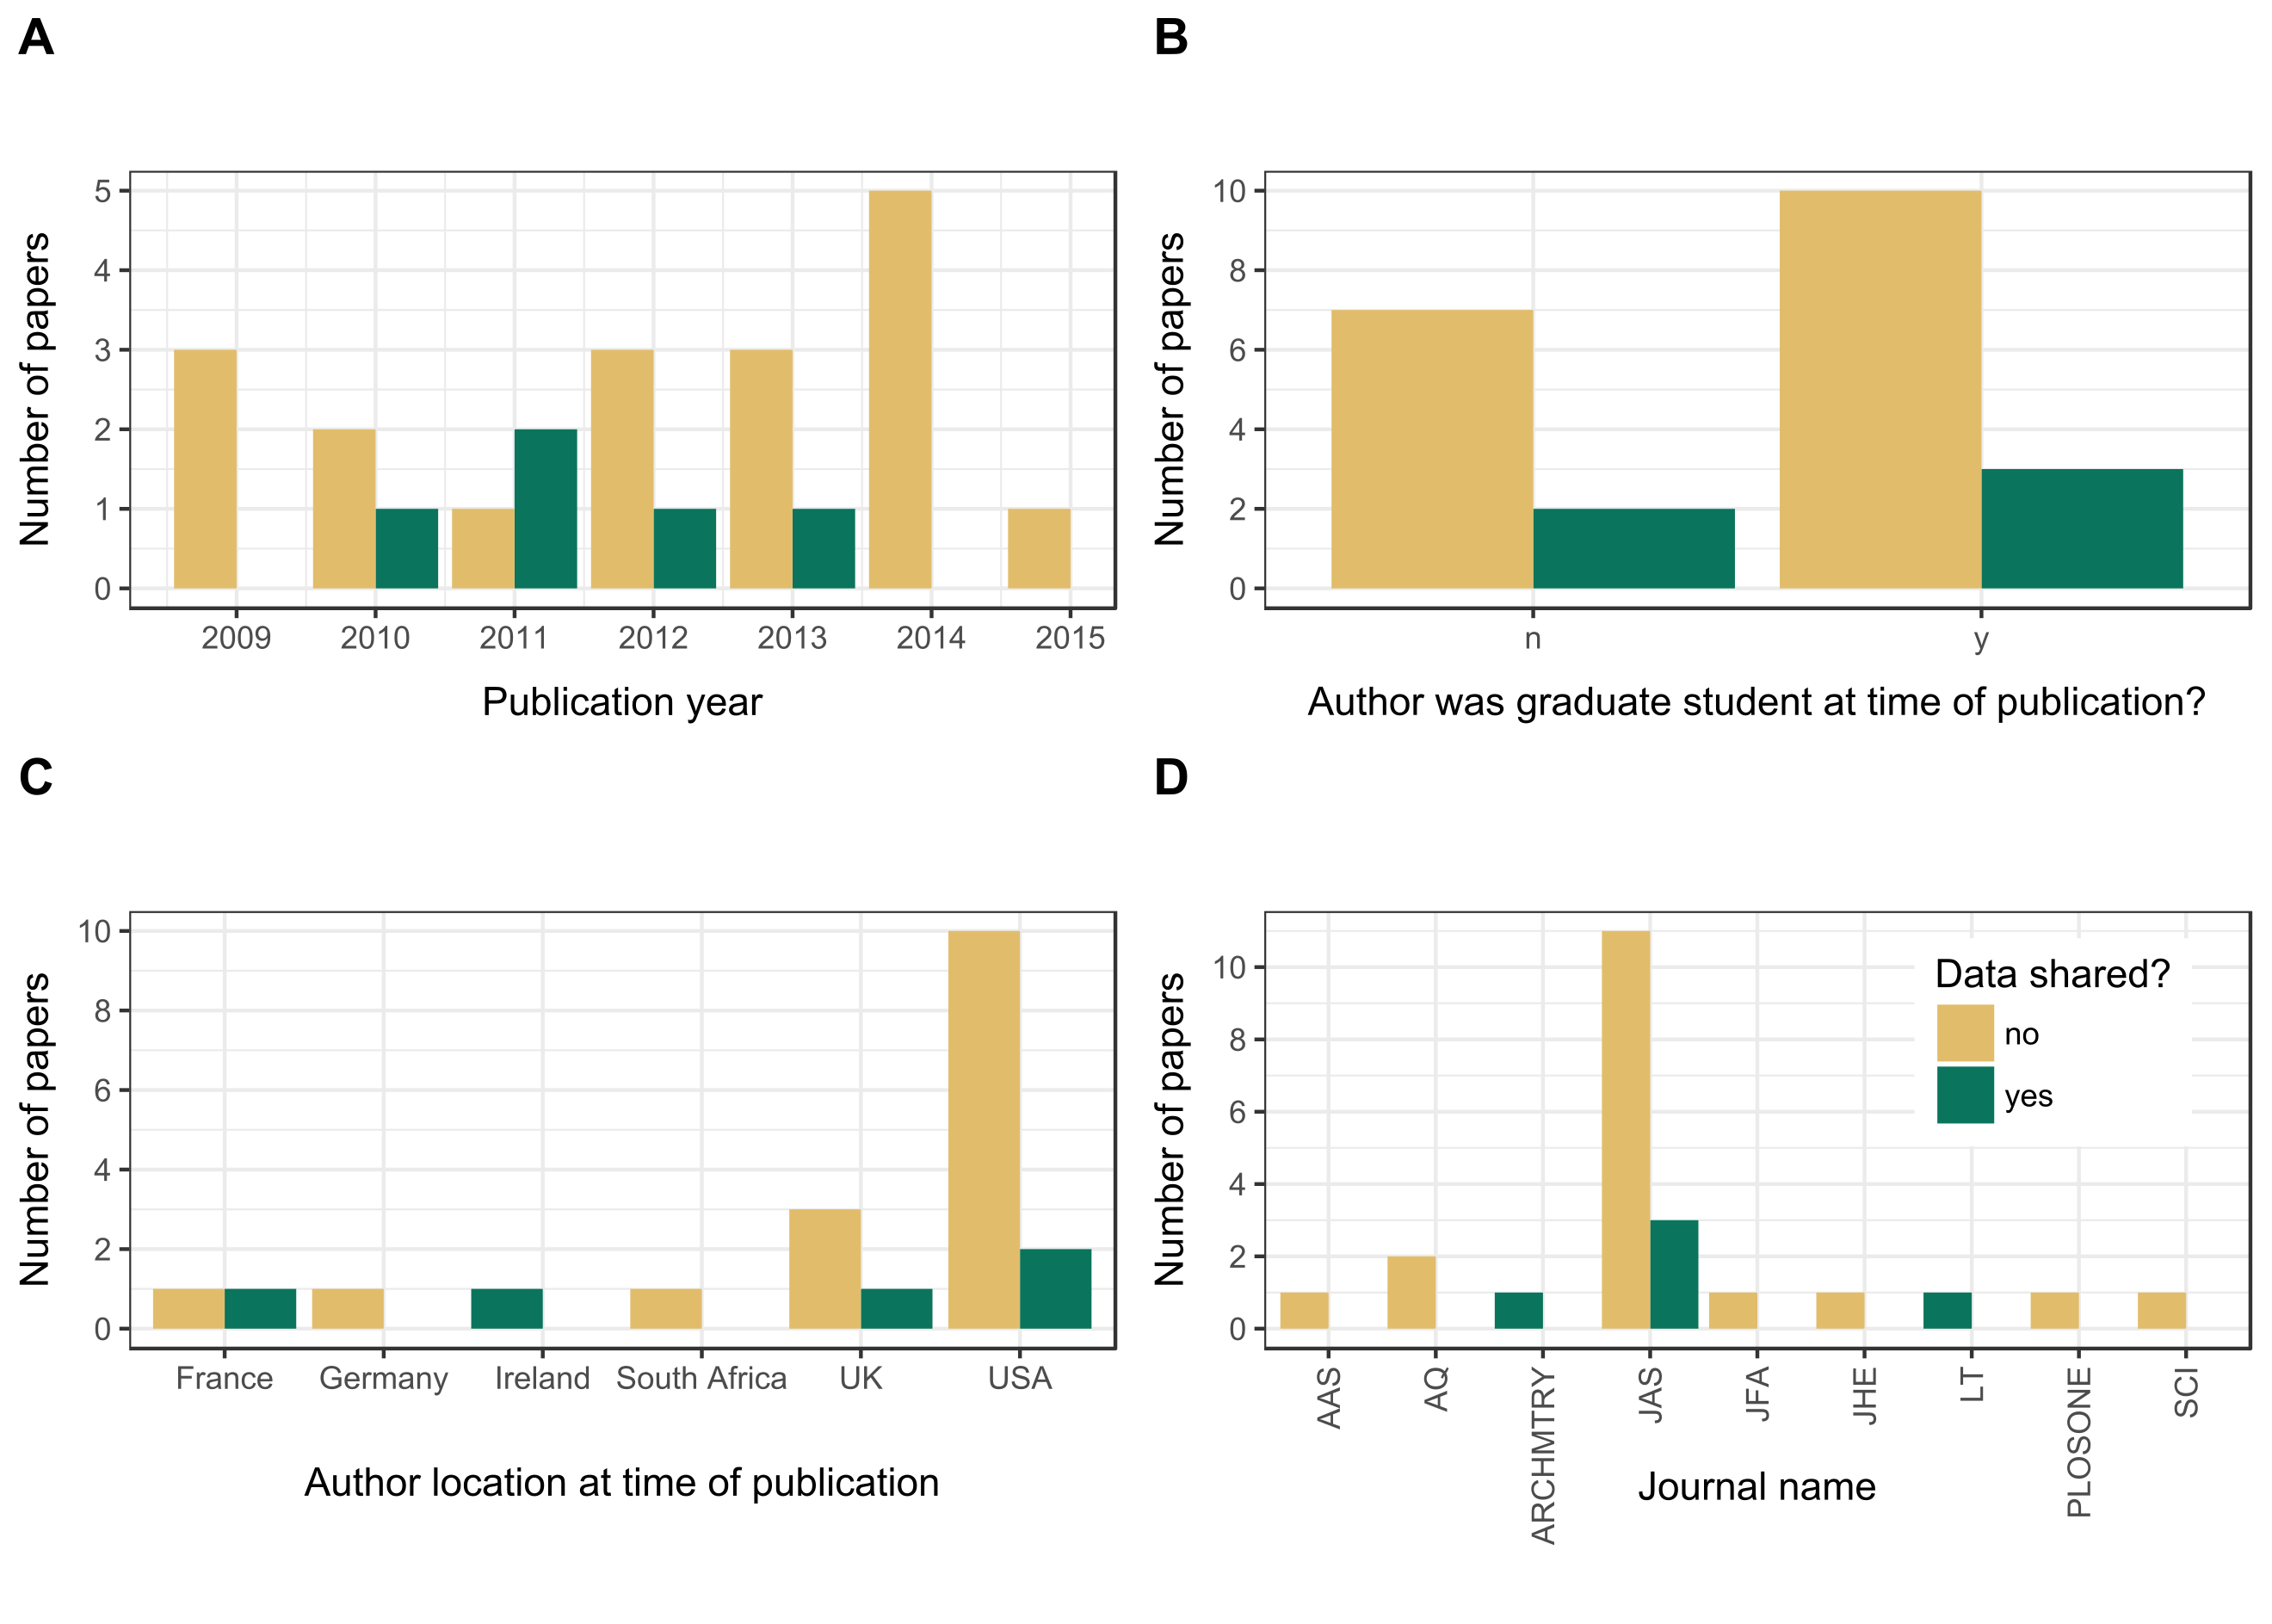 A
Number of papers
5
4
3
2
1
0
2009 2010 2011 2012 2013 2014 2015
Publication year
B
Number of papers
10
8
6
4
2
0
n y
Author was graduate student at time of publication?
C
Number of papers
10
8
6
4
2
0
France Germany Ireland South Africa UK USA
Author location at time of publication
D
Number of papers
10
8
6
4
2
0
Data shared?
no
yes
AAS AQ ARCHMTRY JAS JFA JHE LT PLOSONE SCI
Journal name